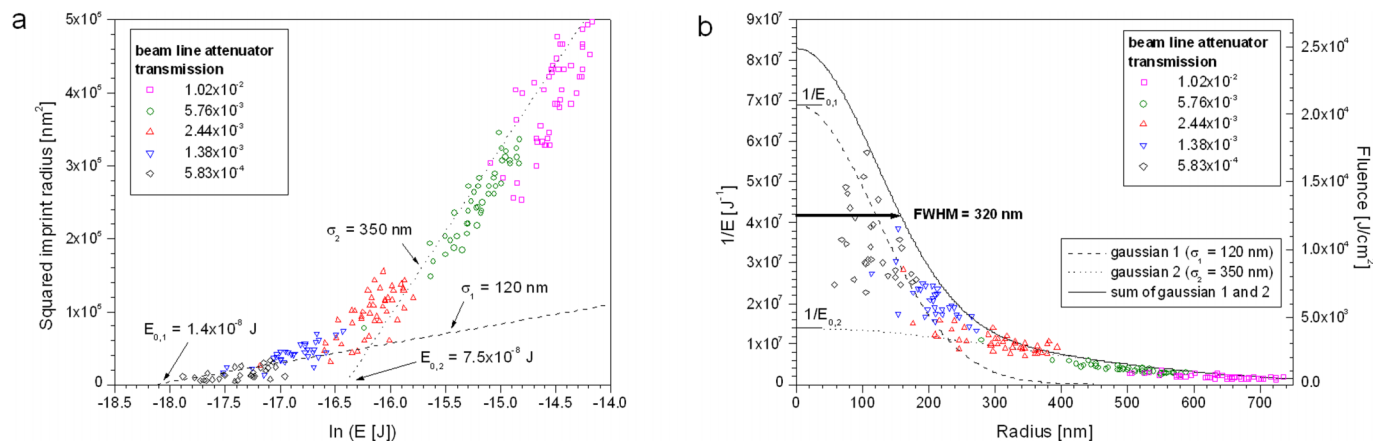 a
Squared imprint radius [nm²]
5x10⁵
4x10⁵
3x10⁵
2x10⁵
1x10⁵
0
beam line attenuator
transmission
1.02x10⁻²
5.76x10⁻³
2.44x10⁻³
1.38x10⁻³
5.83x10⁻⁴
σ₂ = 350 nm
σ₁ = 120 nm
E₀,₁ = 1.4x10⁻⁸ J
E₀,₂ = 7.5x10⁻⁸ J
-18.5 -18.0 -17.5 -17.0 -16.5 -16.0 -15.5 -15.0 -14.5 -14.0
ln (E [J])
b
1/E [J⁻¹]
9x10⁷
8x10⁷
7x10⁷
6x10⁷
5x10⁷
4x10⁷
3x10⁷
2x10⁷
1x10⁷
0
1/E₀,₁
1/E₀,₂
FWHM = 320 nm
beam line attenuator
transmission
1.02x10⁻²
5.76x10⁻³
2.44x10⁻³
1.38x10⁻³
5.83x10⁻⁴
gaussian 1 (σ₁ = 120 nm)
gaussian 2 (σ₂ = 350 nm)
sum of gaussian 1 and 2
2.5x10⁴
2.0x10⁴
1.5x10⁴
1.0x10⁴
5.0x10³
0.0
Fluence [J/cm²]
0 100 200 300 400 500 600 700
Radius [nm]